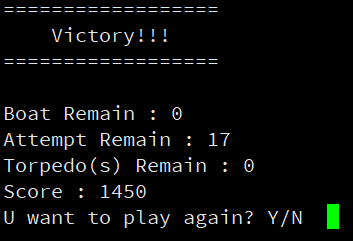 ==================
Victory!!!
==================
Boat Remain : 0
Attempt Remain : 17
Torpedo(s) Remain : 0
Score : 1450
U want to play again? Y/N